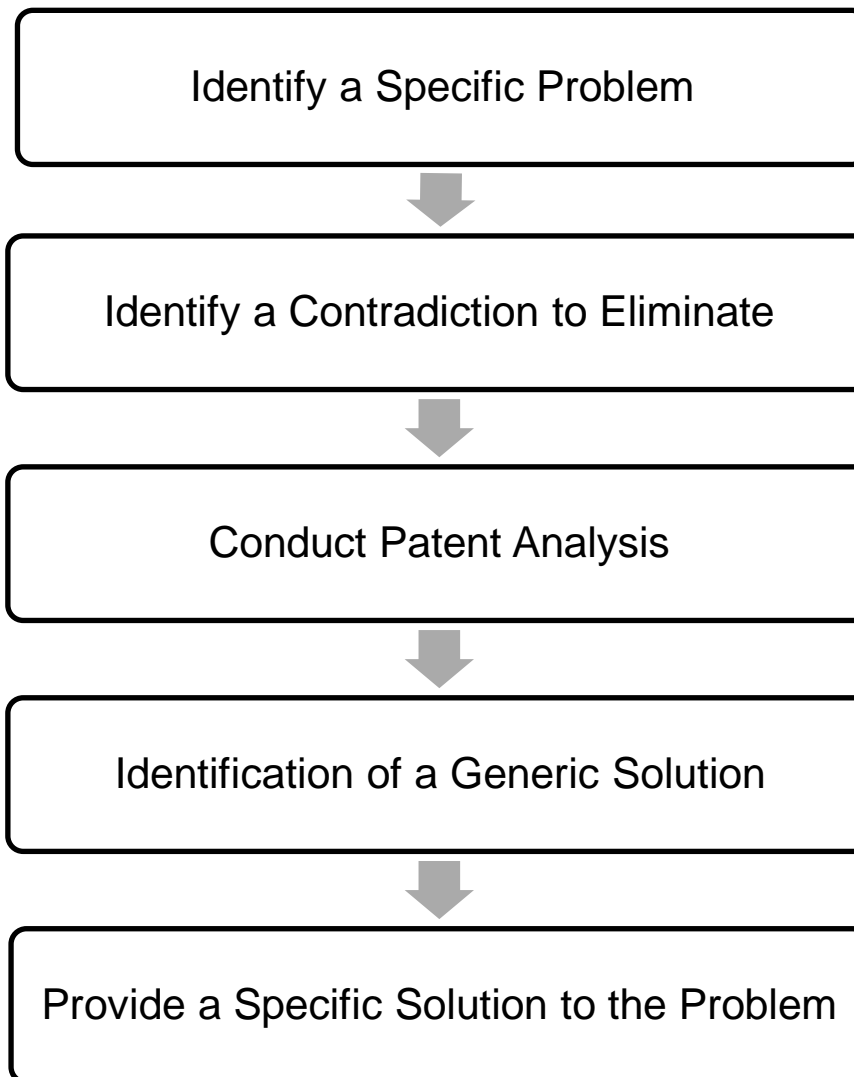 Identify a Specific Problem
Identify a Contradiction to Eliminate
Conduct Patent Analysis
Identification of a Generic Solution
Provide a Specific Solution to the Problem